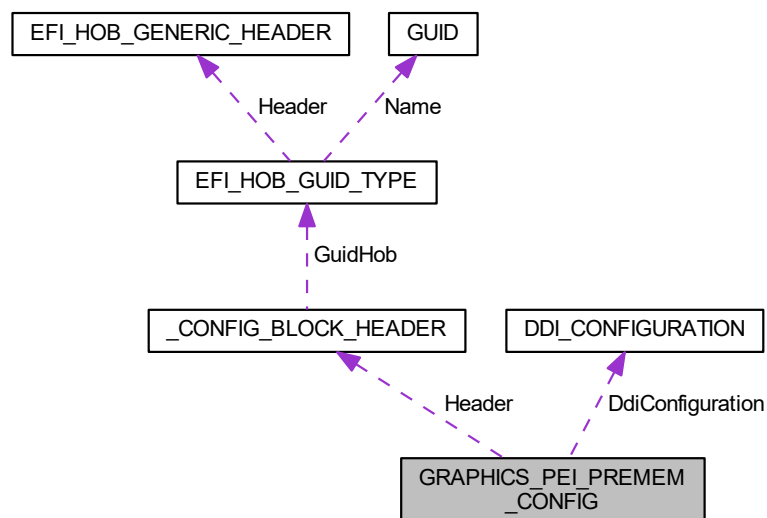 EFI_HOB_GENERIC_HEADER
GUID
Header
Name
EFI_HOB_GUID_TYPE
GuidHob
_CONFIG_BLOCK_HEADER
DDI_CONFIGURATION
Header
DdiConfiguration
GRAPHICS_PEI_PREMEM
_CONFIG